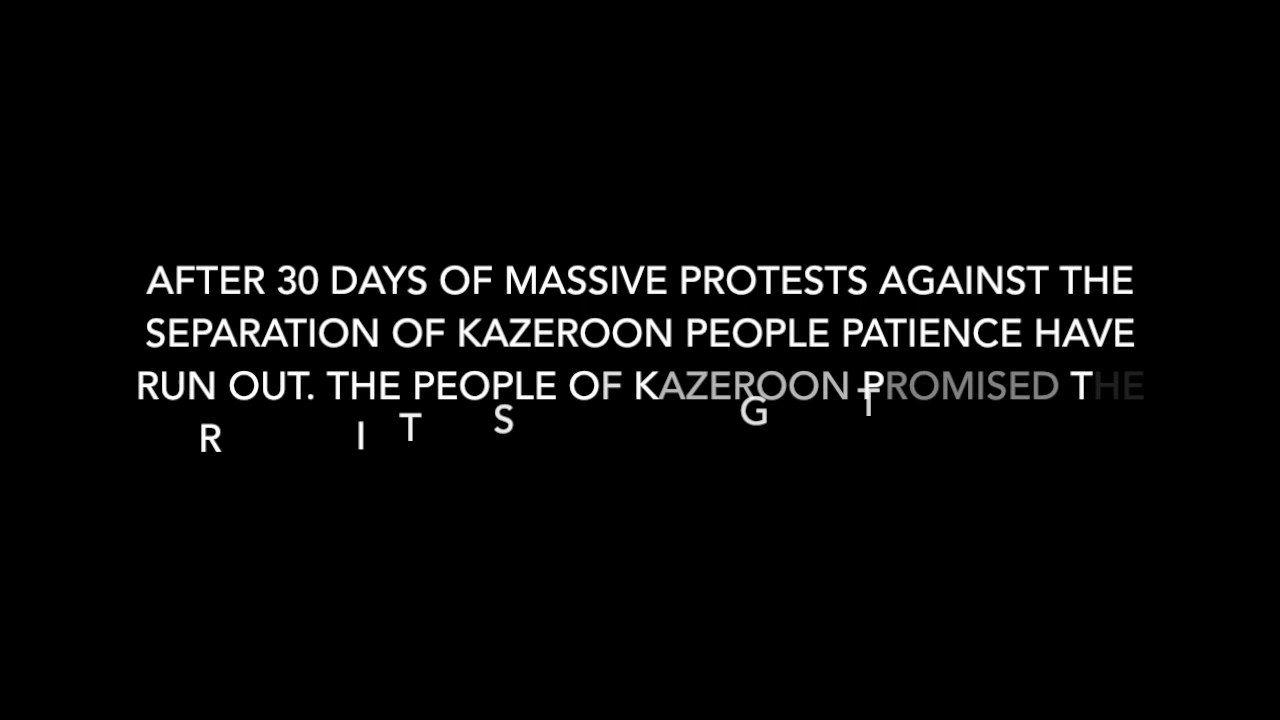 AFTER 30 DAYS OF MASSIVE PROTESTS AGAINST THE
SEPARATION OF KAZEROON PEOPLE PATIENCE HAVE
RUN OUT. THE PEOPLE OF KAZEROON PROMISED THE
R I T S G T